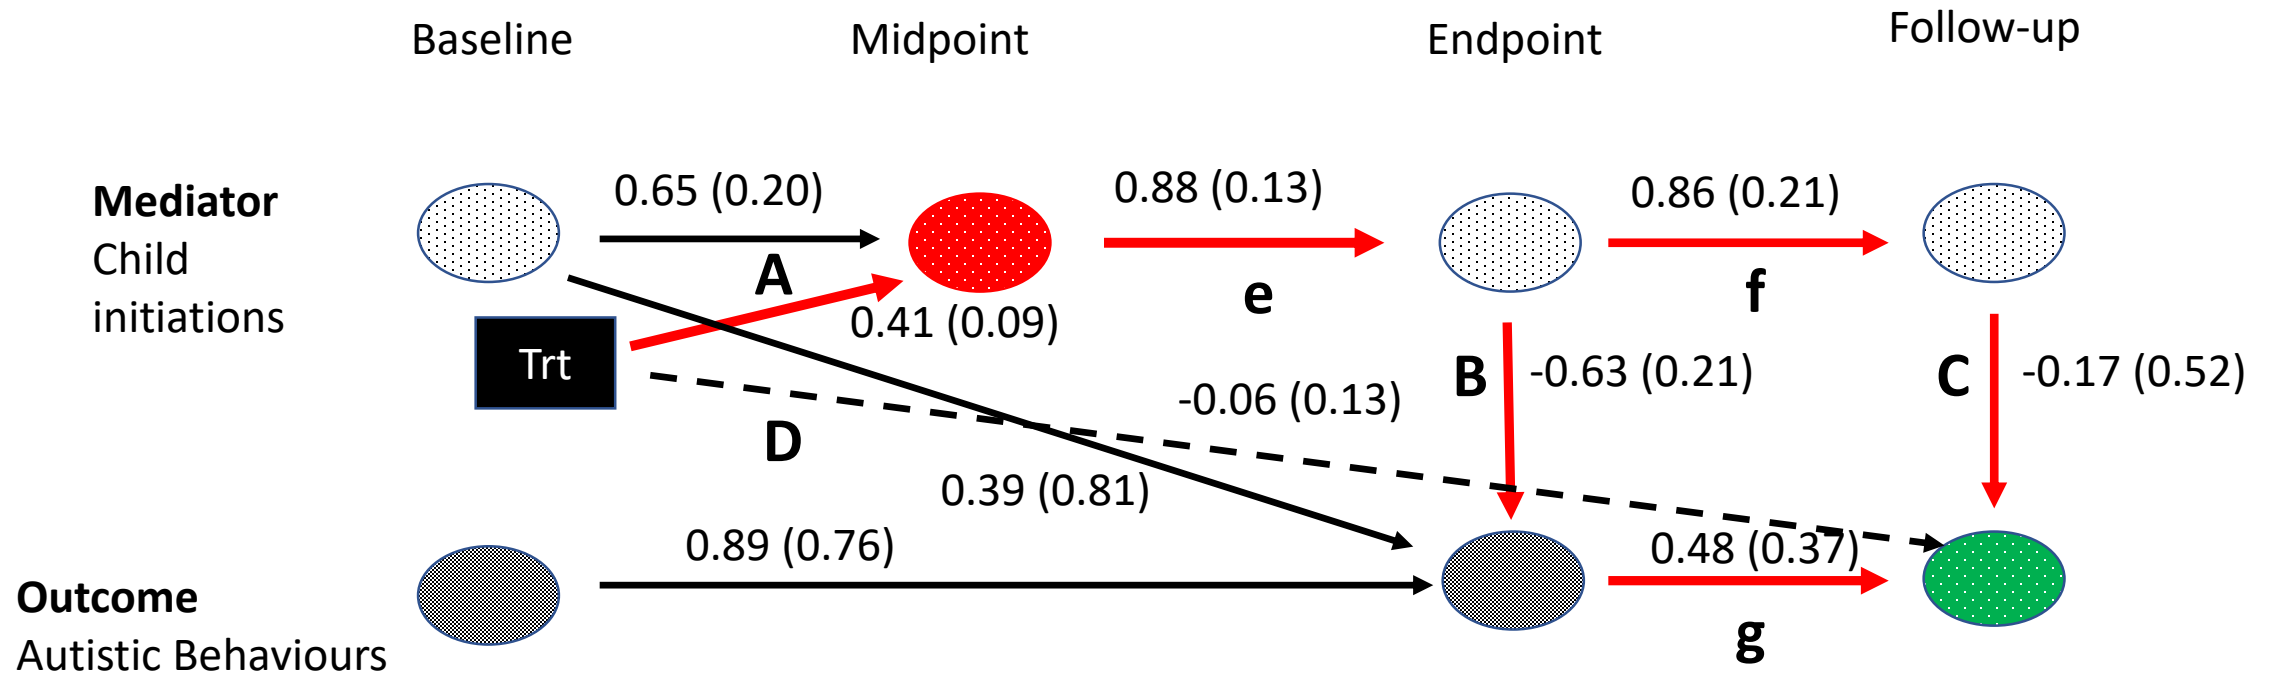 Baseline
Midpoint
Endpoint
Follow-up
Mediator
Child
initiations
0.65 (0.20)
0.88 (0.13)
0.86 (0.21)
A
e
f
0.41 (0.09)
Trt
B
-0.63 (0.21)
C
-0.17 (0.52)
-0.06 (0.13)
D
0.39 (0.81)
0.89 (0.76)
0.48 (0.37)
g
Outcome
Autistic Behaviours